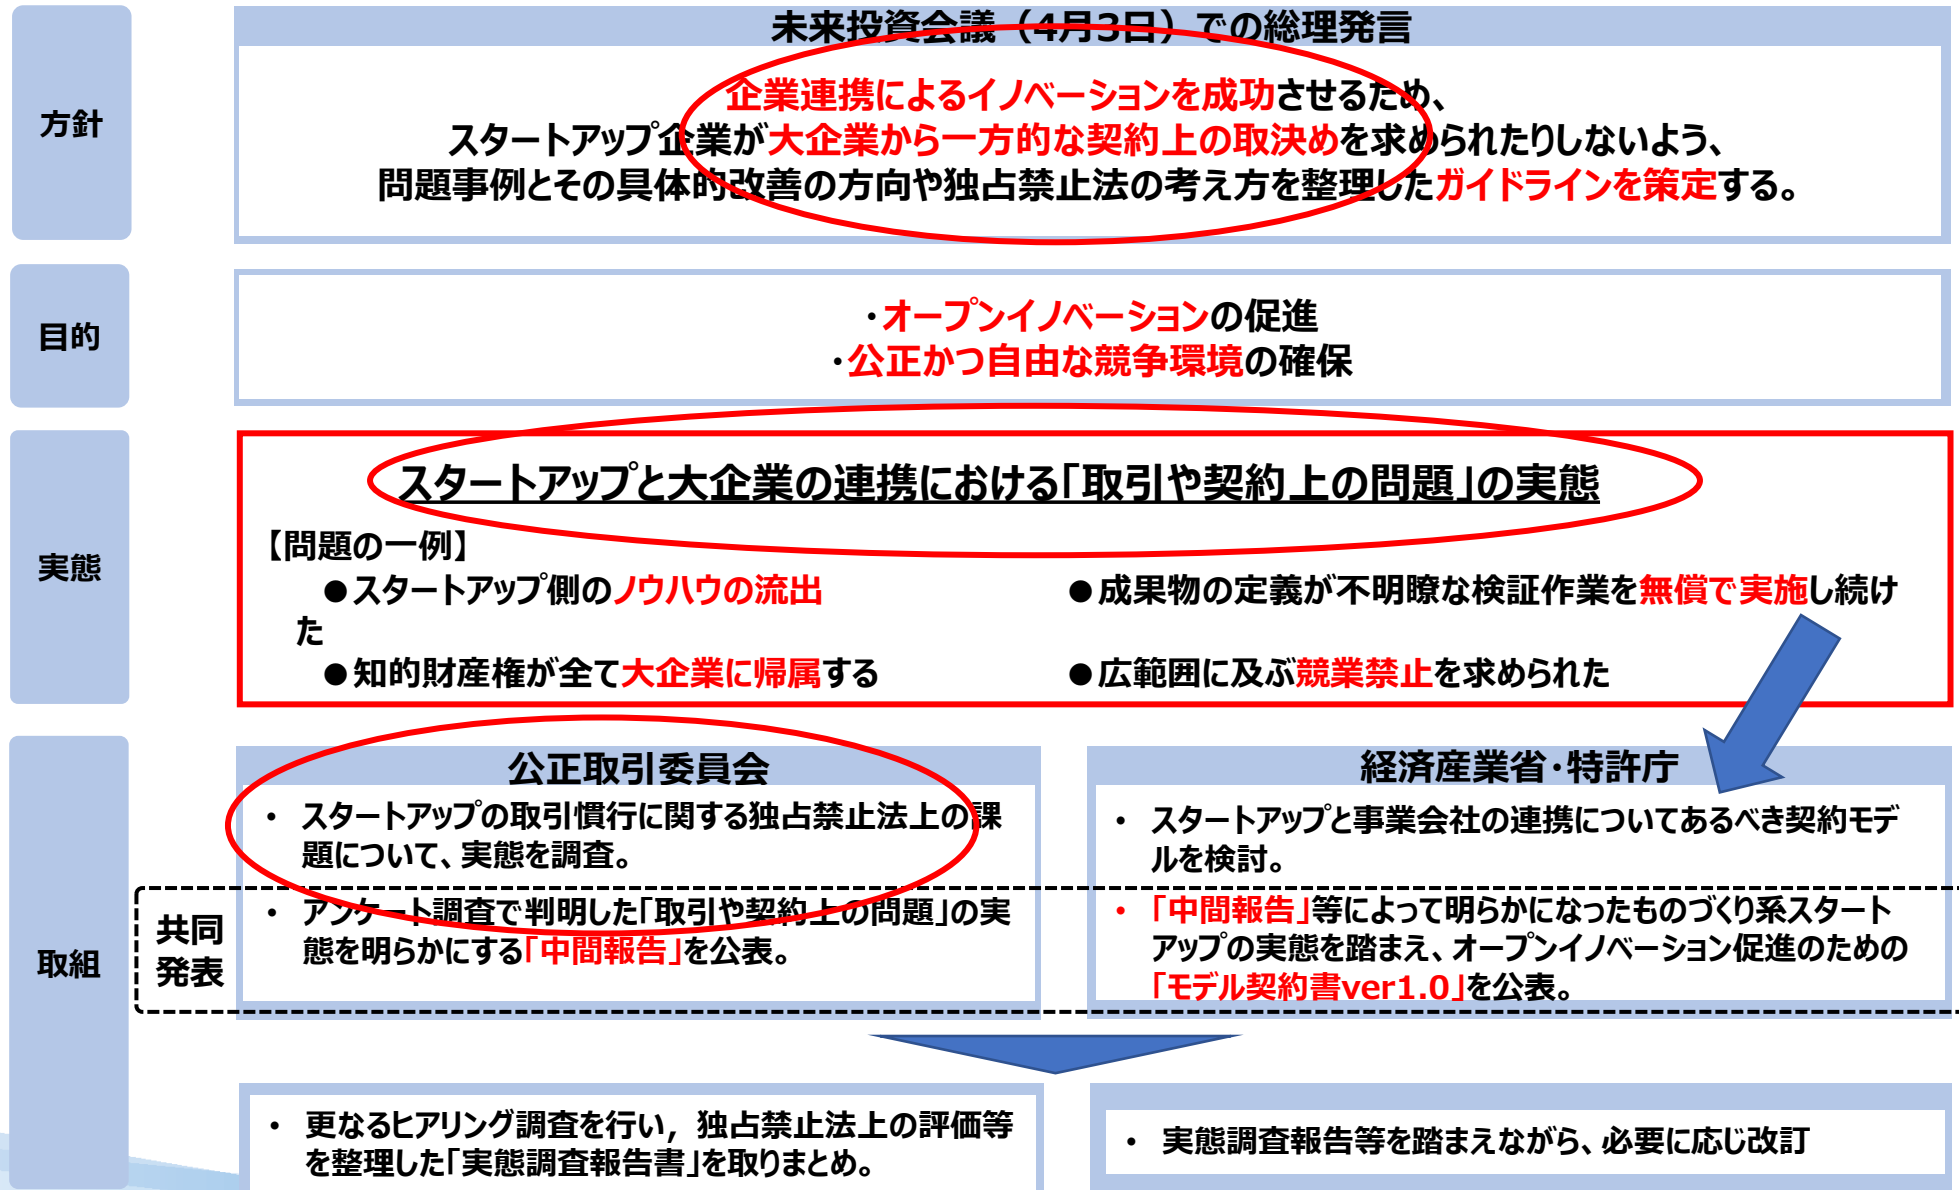 未来投資会議（4月3日）での総理発言
方針
企業連携によるイノベーションを成功させるため、
スタートアップ企業が大企業から一方的な契約上の取決めを求められたりしないよう、
問題事例とその具体的改善の方向や独占禁止法の考え方を整理したガイドラインを策定する。
目的
・オープンイノベーションの促進
・公正かつ自由な競争環境の確保
実態
スタートアップと大企業の連携における「取引や契約上の問題」の実態
【問題の一例】
●スタートアップ側のノウハウの流出 ●成果物の定義が不明瞭な検証作業を無償で実施し続け
た
●知的財産権が全て大企業に帰属する ●広範囲に及ぶ競業禁止を求められた
取組
公正取引委員会
・ スタートアップの取引慣行に関する独占禁止法上の課
題について、実態を調査。
共同
発表
・ アンケート調査で判明した「取引や契約上の問題」の実
態を明らかにする「中間報告」を公表。
経済産業省・特許庁
・ スタートアップと事業会社の連携についてあるべき契約モデ
ルを検討。
・ 「中間報告」等によって明らかになったものづくり系スタート
アップの実態を踏まえ、オープンイノベーション促進のための
「モデル契約書ver1.0」を公表。
・ 更なるヒアリング調査を行い，独占禁止法上の評価等
を整理した「実態調査報告書」を取りまとめ。
・ 実態調査報告等を踏まえながら、必要に応じ改訂